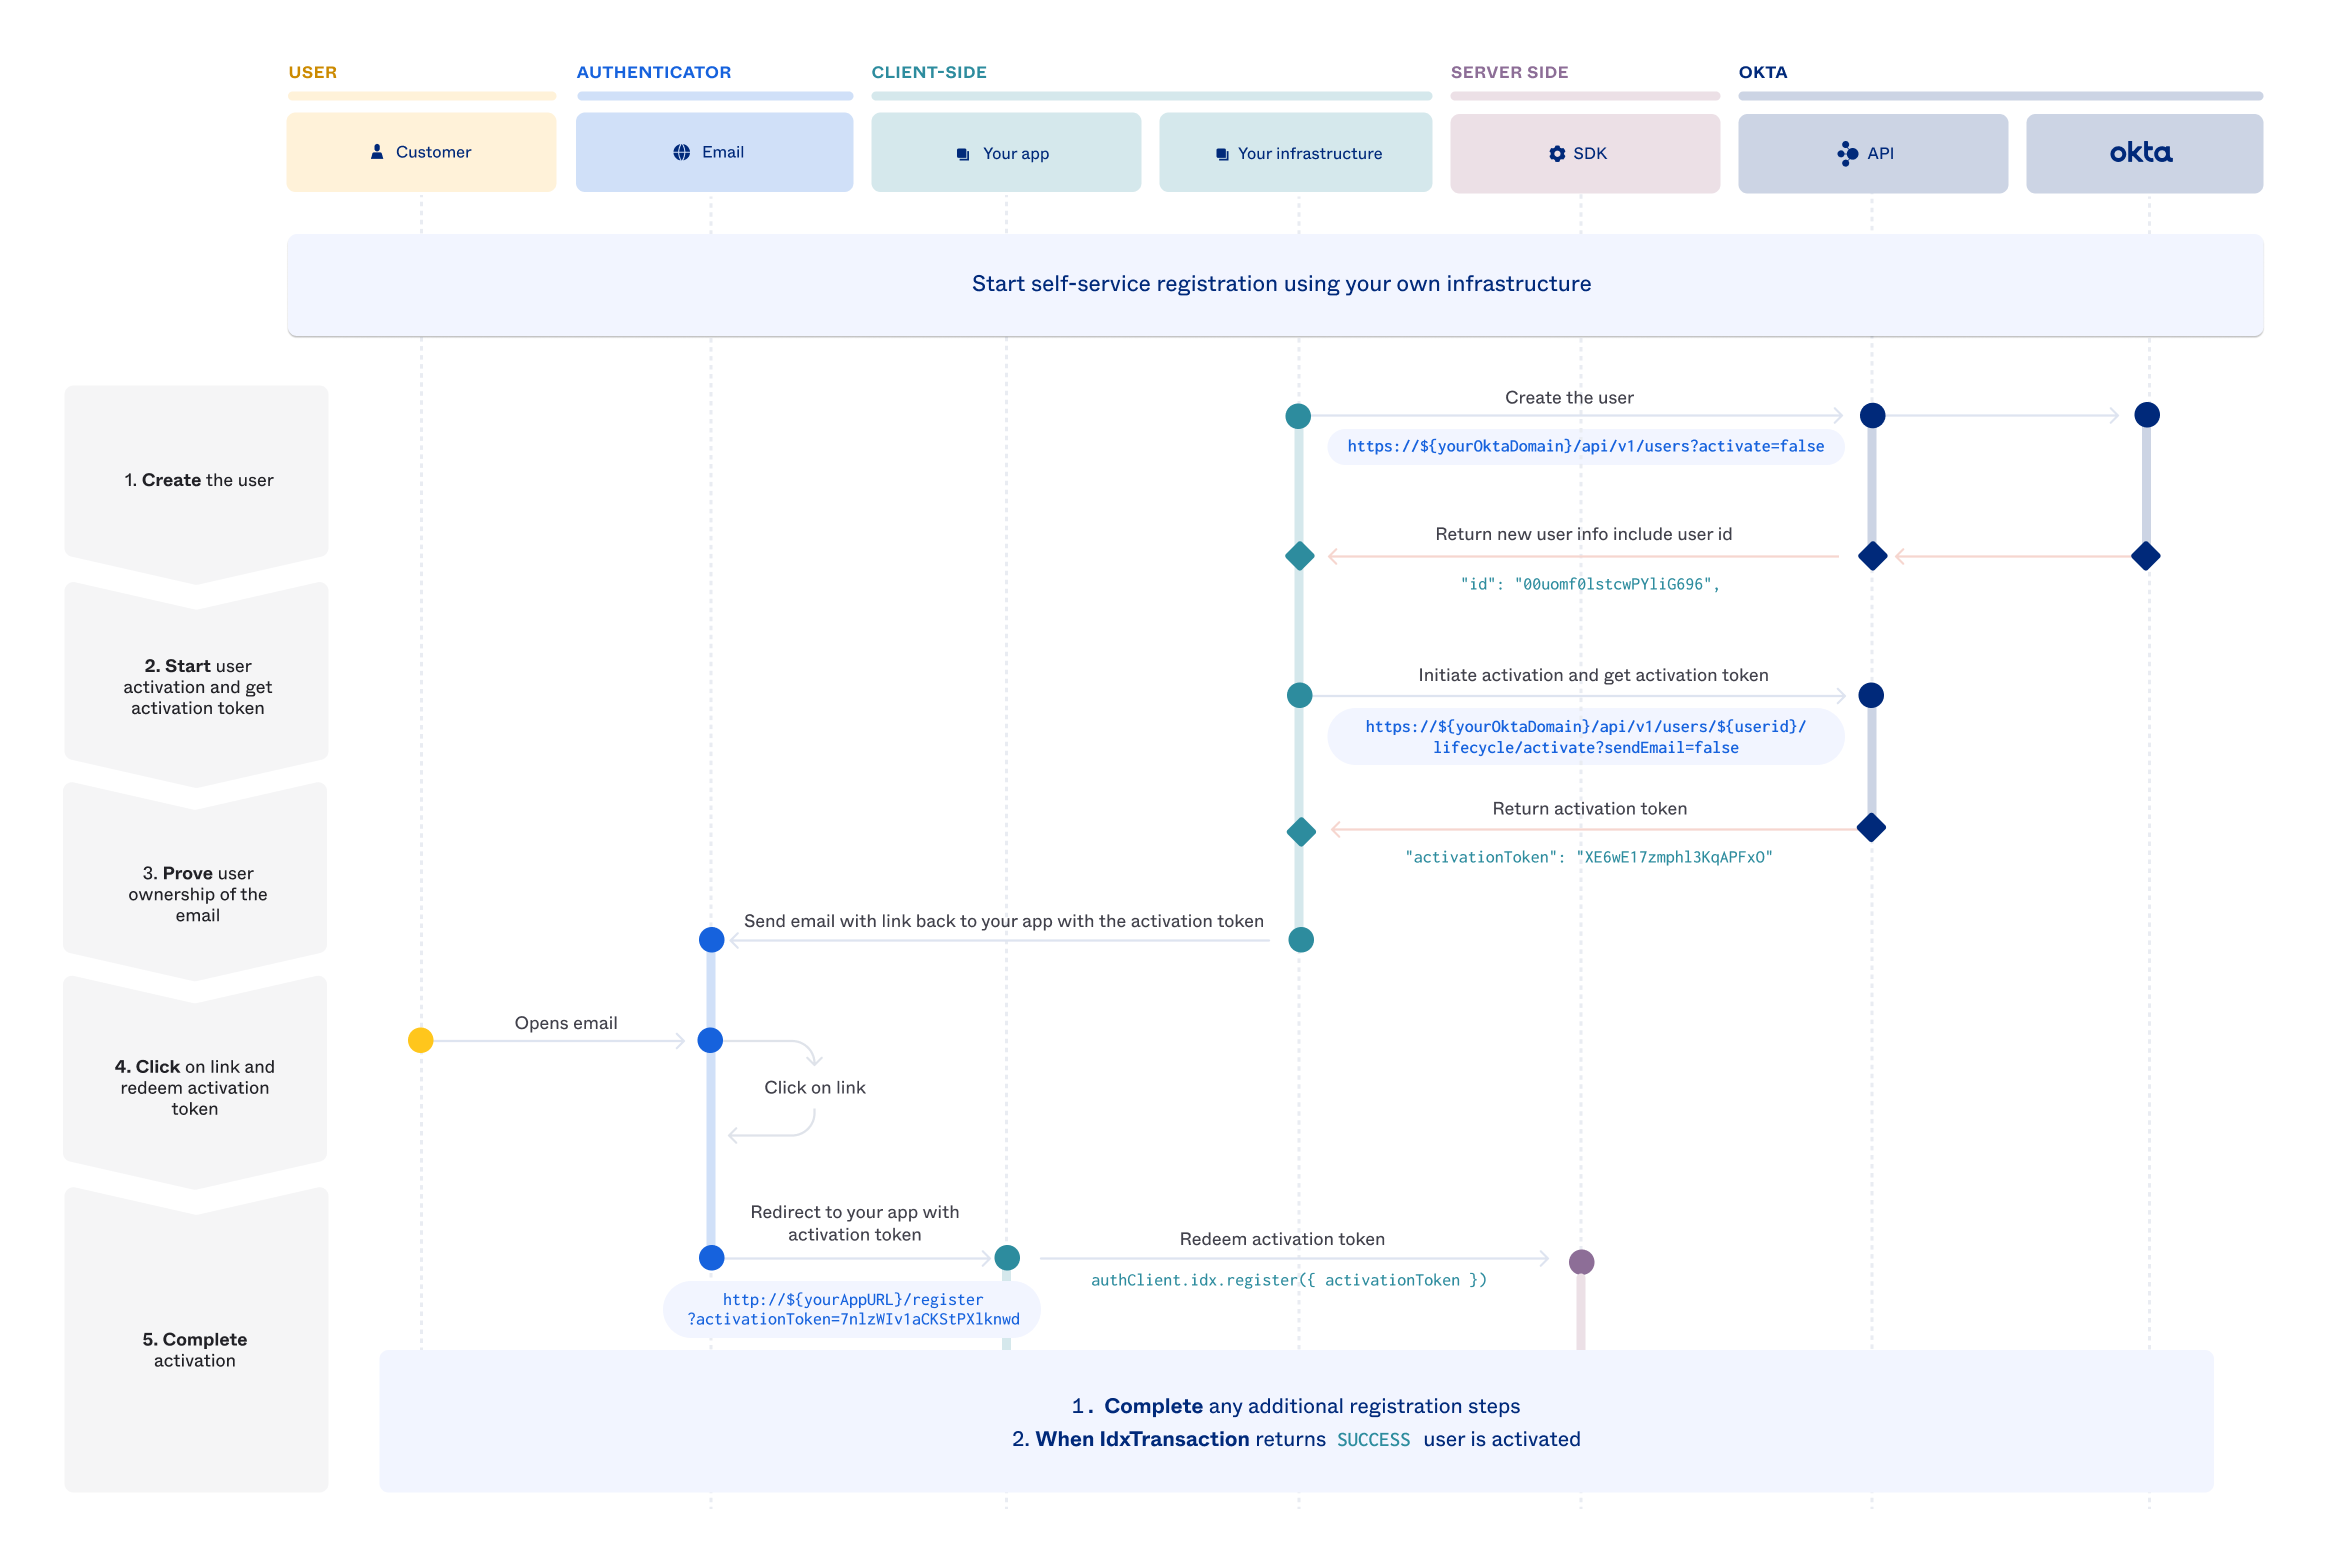 USER
AUTHENTICATOR
CLIENT-SIDE
SERVER SIDE
OKTA
Customer
Email
Your app
Your infrastructure
SDK
API
okta
Start self-service registration using your own infrastructure
1. Create the user
Create the user
https://${yourOktaDomain}/api/v1/users?activate=false
Return new user info include user id
"id": "00uomf0lstcwPYliG696",
2. Start user
activation and get
activation token
Initiate activation and get activation token
https://${yourOktaDomain}/api/v1/users/${userid}/
lifecycle/activate?sendEmail=false
Return activation token
"activationToken": "XE6wE17zmphl3KqAPFxO"
3. Prove user
ownership of the
email
Send email with link back to your app with the activation token
4. Click on link and
redeem activation
token
Opens email
Click on link
Redirect to your app with
activation token
http://${yourAppURL}/register
?activationToken=7nlzWIv1aCKStPXlknwd
Redeem activation token
authClient.idx.register({ activationToken })
5. Complete
activation
1. Complete any additional registration steps
2. When IdxTransaction returns SUCCESS user is activated